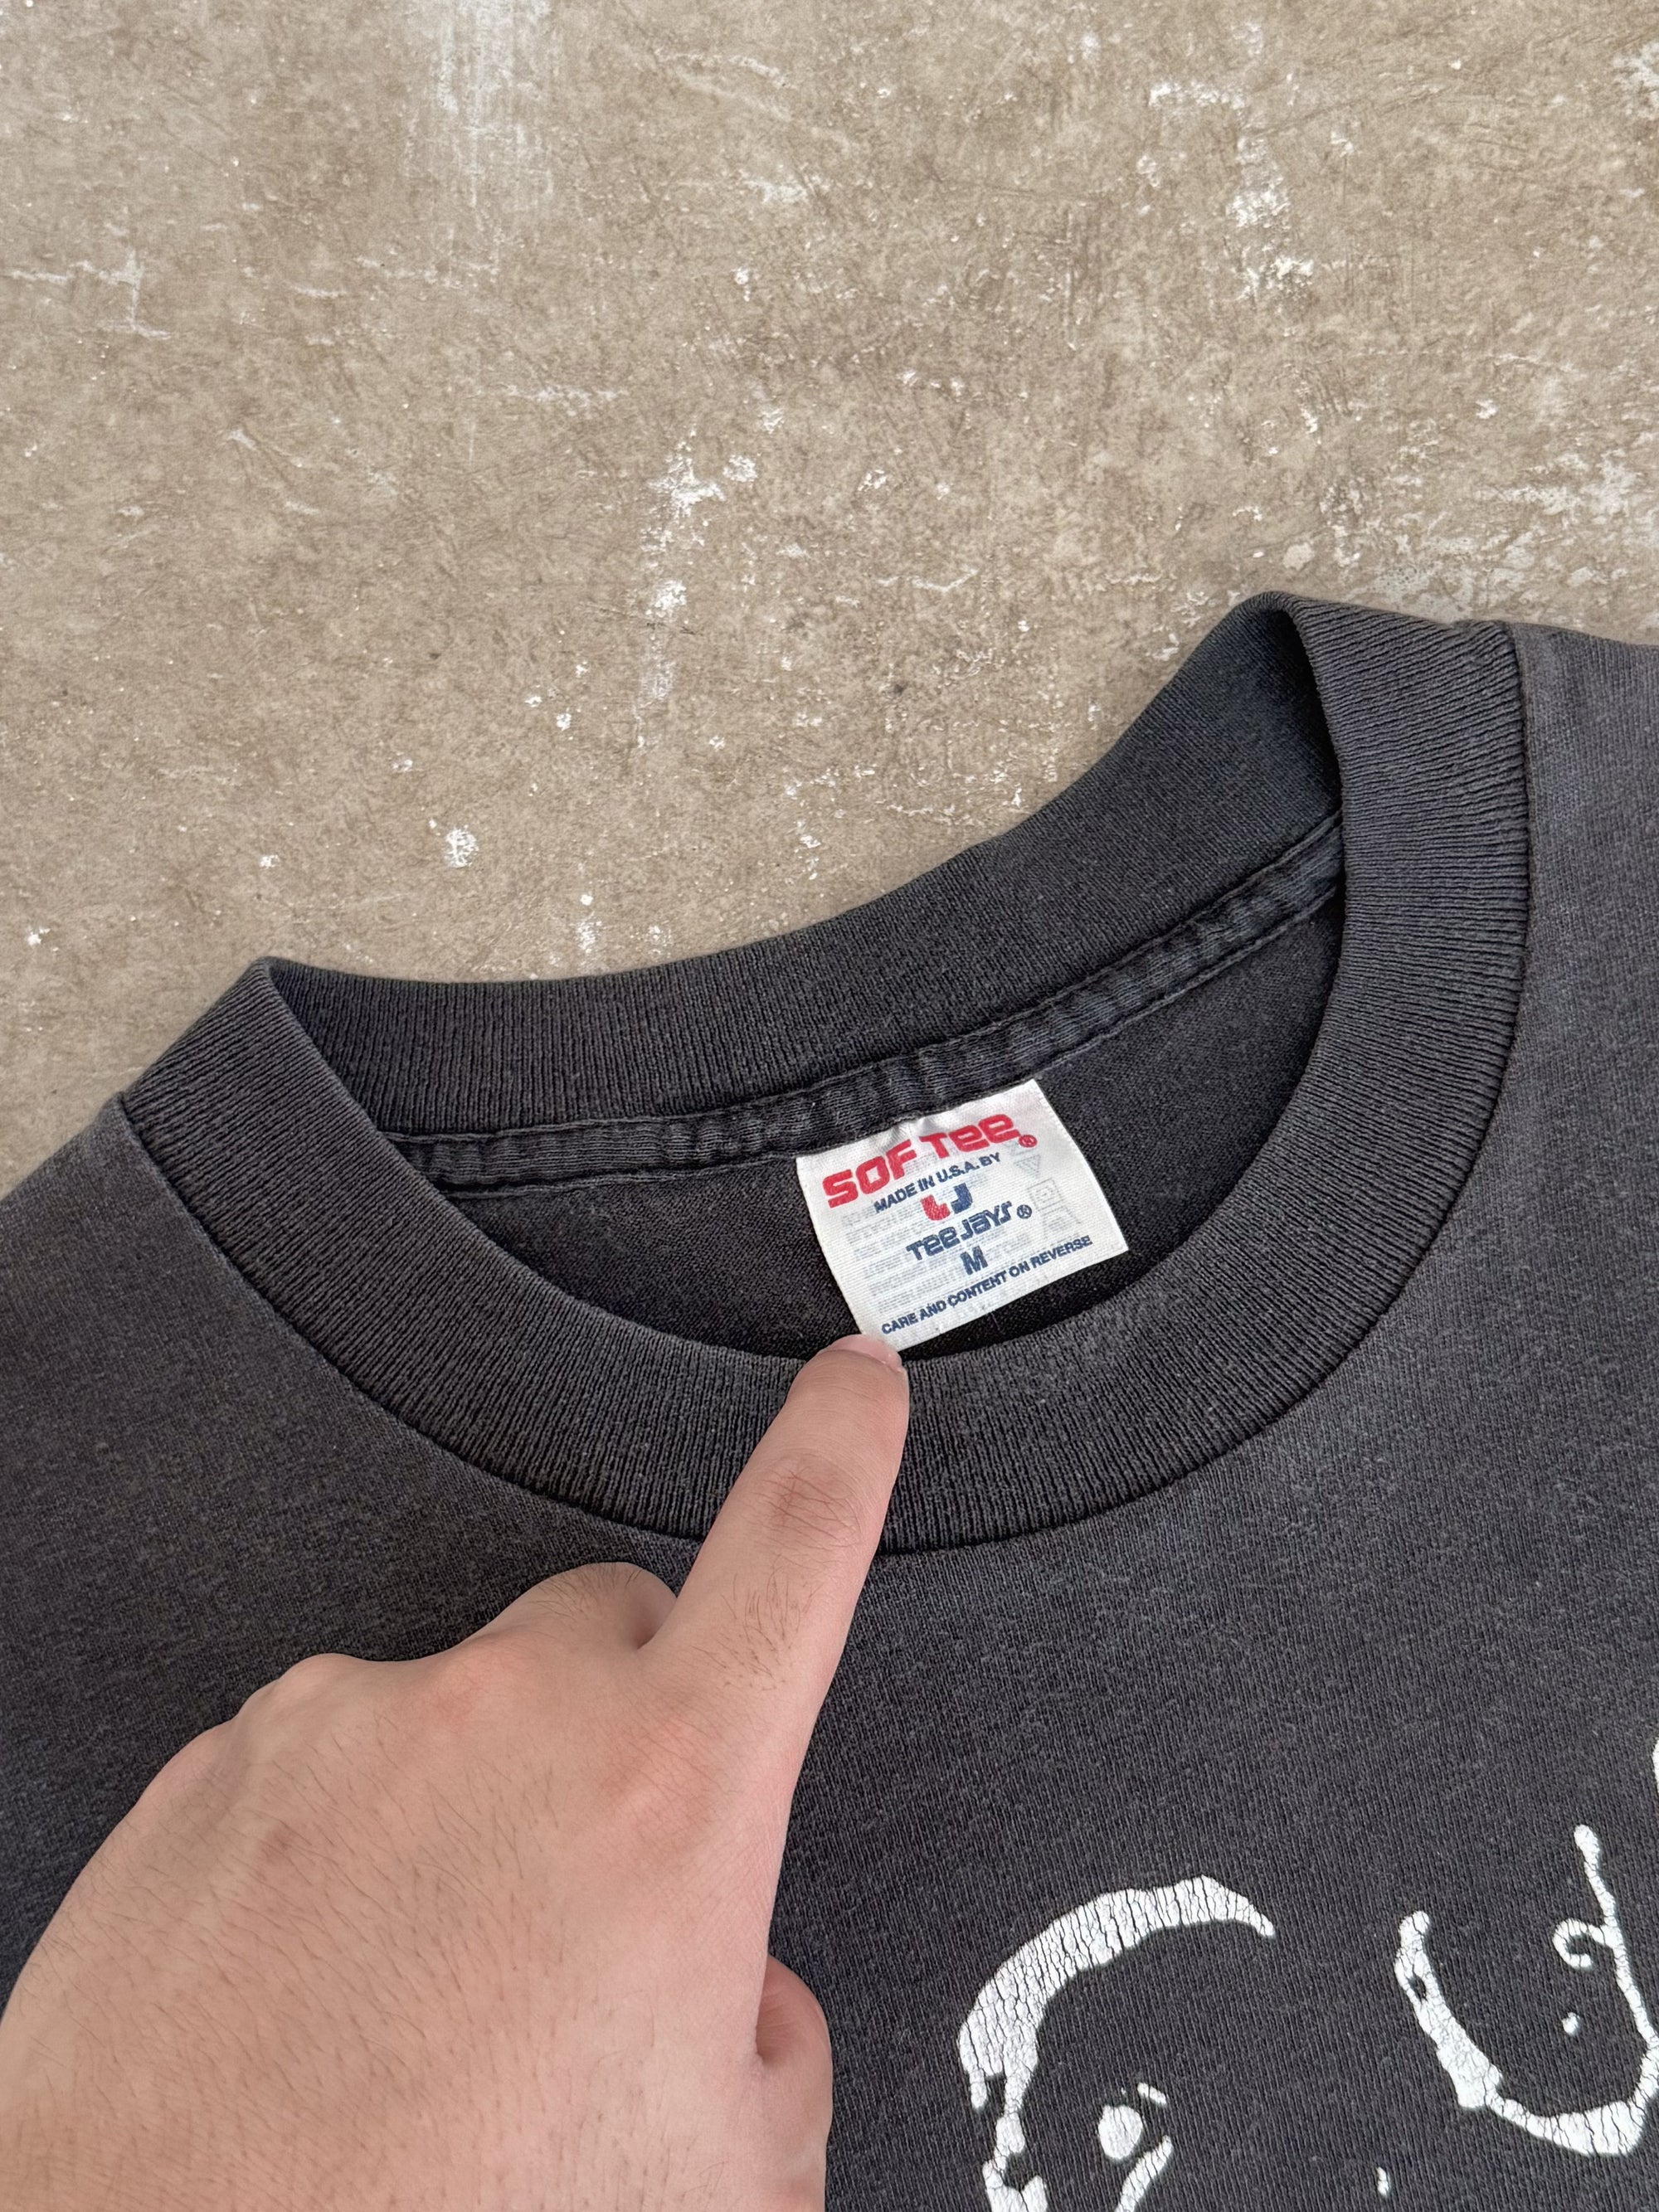 SOF TEE®
MADE IN U.S.A. BY
TEE JAYS®
M
CARE AND CONTENT ON REVERSE